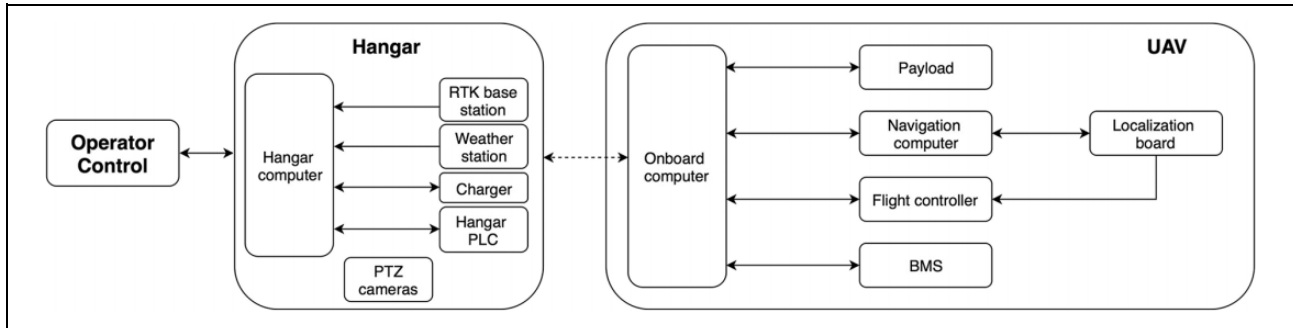 Hangar
UAV
Operator
Control
Hangar
computer
RTK base
station
Weather
station
Charger
Hangar
PLC
PTZ
cameras
Onboard
computer
Payload
Navigation
computer
Localization
board
Flight controller
BMS